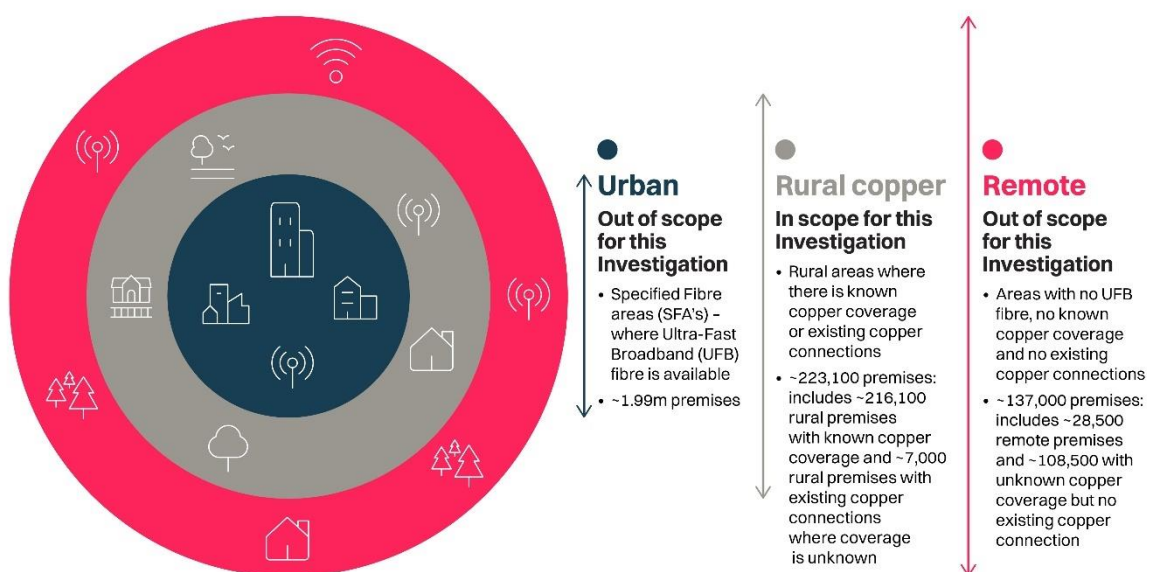 Urban
Out of scope
for this
Investigation
• Specified Fibre
areas (SFA's) –
where Ultra-Fast
Broadband (UFB)
fibre is available
• ~1.99m premises
Rural copper
In scope for this
Investigation
• Rural areas where
there is known
copper coverage
or existing copper
connections
• ~223,100 premises:
includes ~216,100
rural premises
with known copper
coverage and ~7,000
rural premises with
existing copper
connections
where coverage
is unknown
Remote
Out of scope
for this
Investigation
• Areas with no UFB
fibre, no known
copper coverage
and no existing
copper connections
• ~137,000 premises:
includes ~28,500
remote premises
and ~108,500 with
unknown copper
coverage but no
existing copper
connection